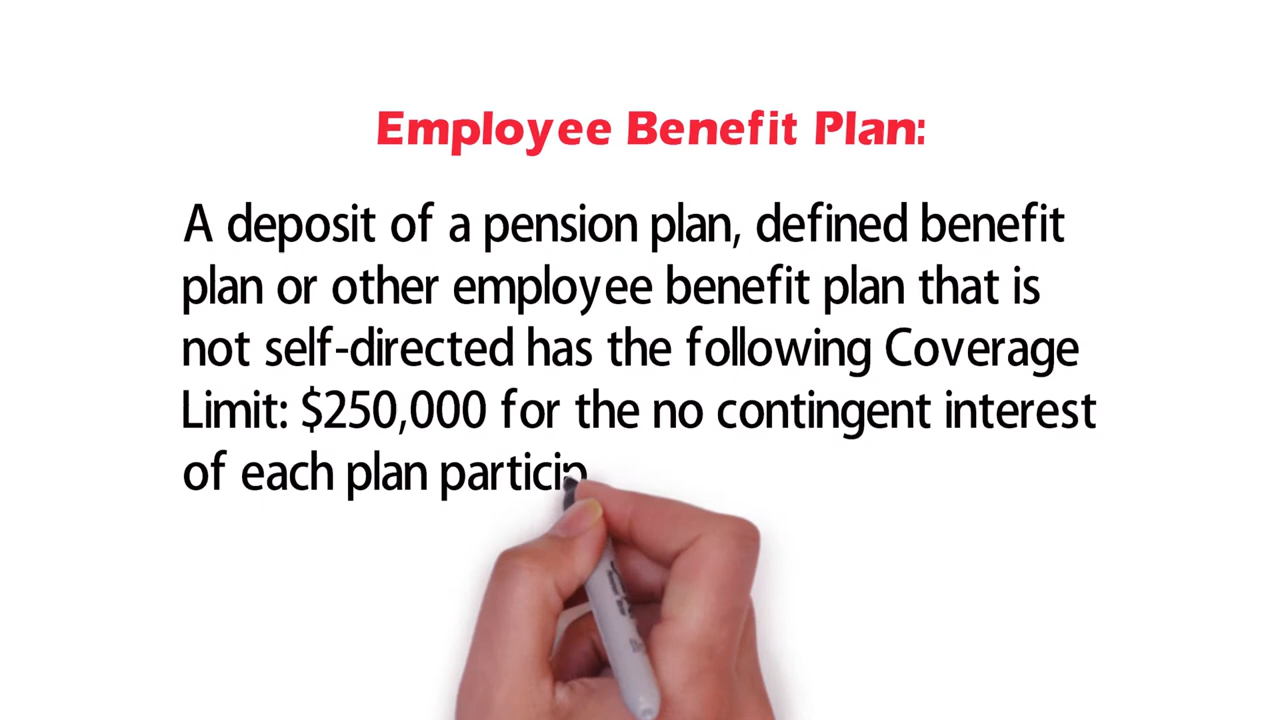 Employee Benefit Plan:
A deposit of a pension plan, defined benefit
plan or other employee benefit plan that is
not self-directed has the following Coverage
Limit: $250,000 for the no contingent interest
of each plan particip